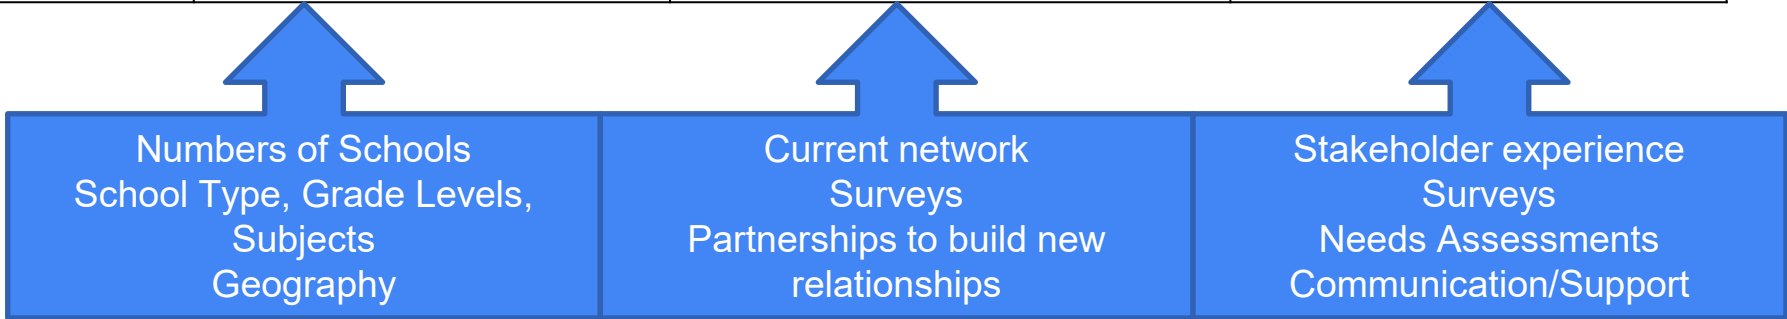 Numbers of Schools
School Type, Grade Levels,
Subjects
Geography
Current network
Surveys
Partnerships to build new
relationships
Stakeholder experience
Surveys
Needs Assessments
Communication/Support